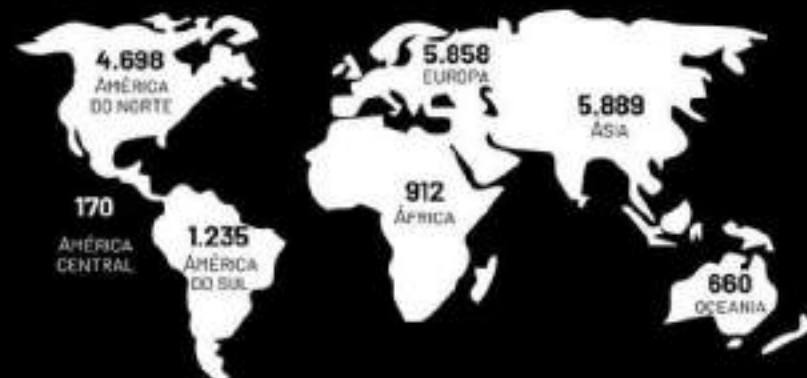 4.698
AMÉRICA
DO NORTE
5.858
EUROPA
5.889
ÁSIA
170
AMÉRICA
CENTRAL
1.235
AMÉRICA
DO SUL
912
ÁFRICA
660
OCEANIA